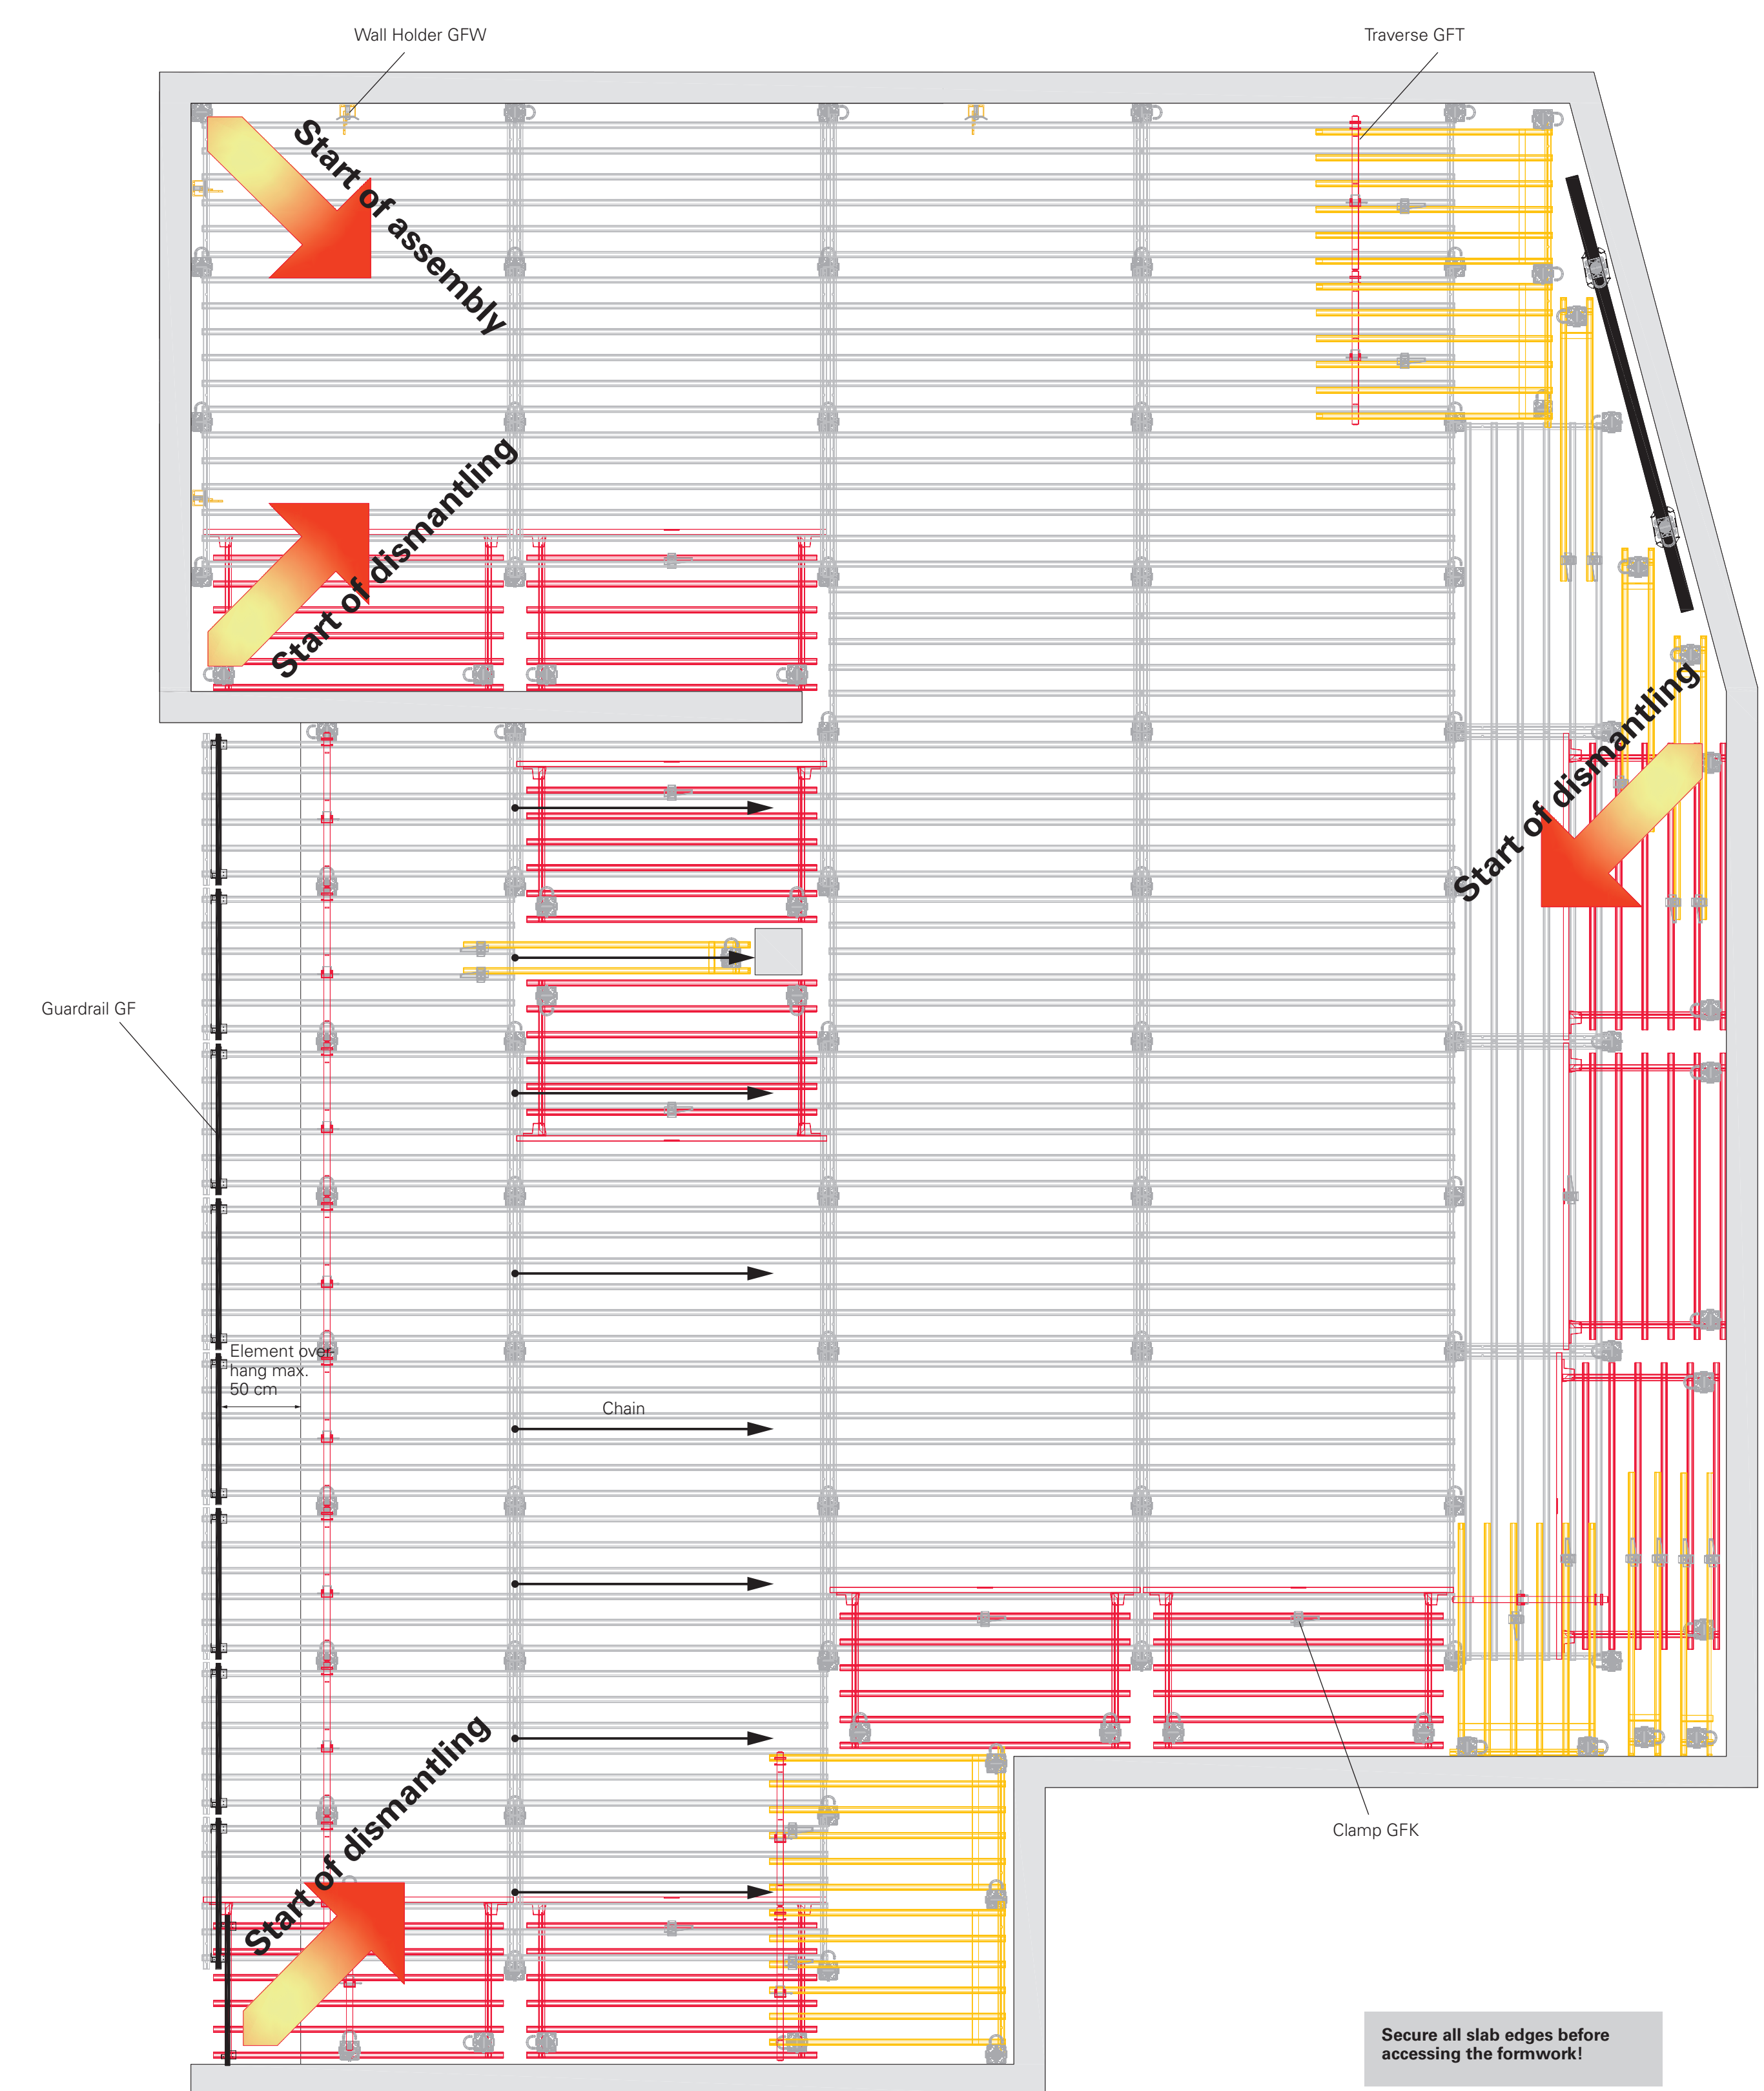 Wall Holder GFW
Traverse GFT
Start of assembly
Start of dismantling
Start of dismantling
Guardrail GF
Element over-
hang max.
50 cm
Chain
Start of dismantling
Clamp GFK
Secure all slab edges before
accessing the formwork!